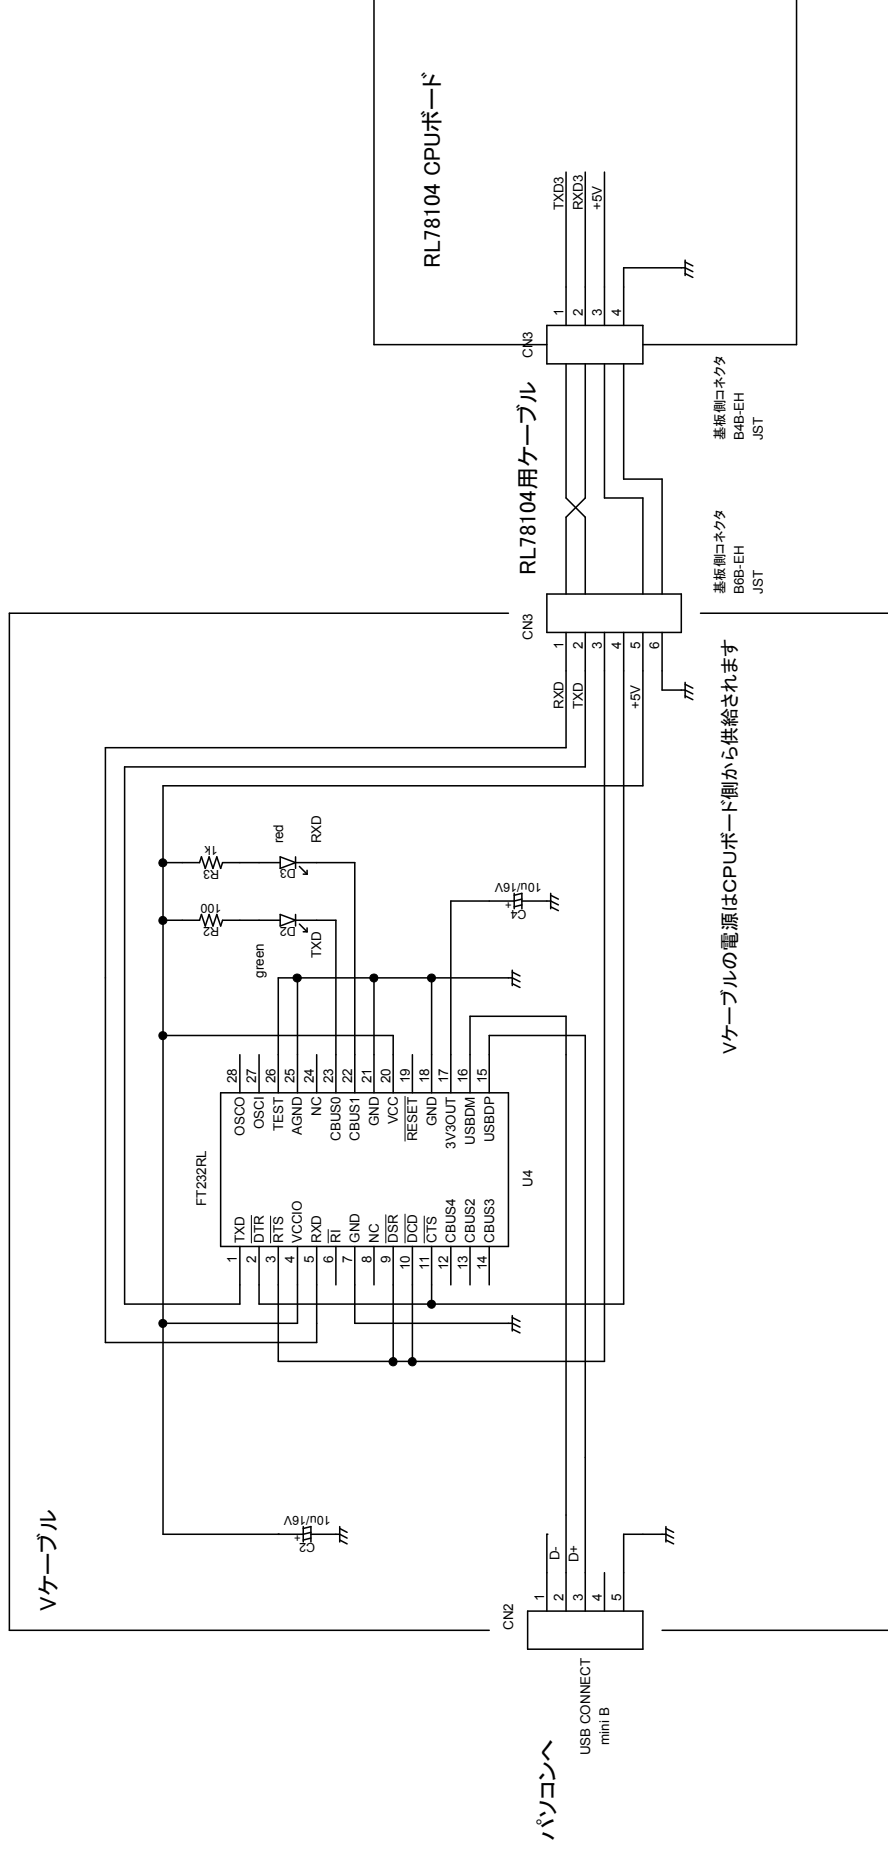 Vケーブル
パソコンへ
USB CONNECT
mini B
CN2
1
2
3
4
5
D-
D+
C2
10u/16V
+
FT232RL
U4
1
2
3
4
5
6
7
8
9
10
11
12
13
14
TXD
DTR
RTS
VCCIO
RXD
RI
GND
NC
DSR
DCD
CTS
CBUS4
CBUS2
CBUS3
OSCO
OSCI
TEST
AGND
NC
CBUS0
CBUS1
GND
VCC
RESET
GND
3V3OUT
USBDM
USBDP
28
27
26
25
24
23
22
21
20
19
18
17
16
15
green
D2
TXD
R2
100
red
D3
RXD
R3
1k
C4
10u/16V
+
RXD
TXD
+5V
CN3
1
2
3
4
5
6
Vケーブルの電源はCPUボード側から供給されます
RL78104用ケーブル
基板側コネクタ
B6B-EH
JST
基板側コネクタ
B4B-EH
JST
CN3
1
2
3
4
TXD3
RXD3
+5V
RL78104 CPUボード